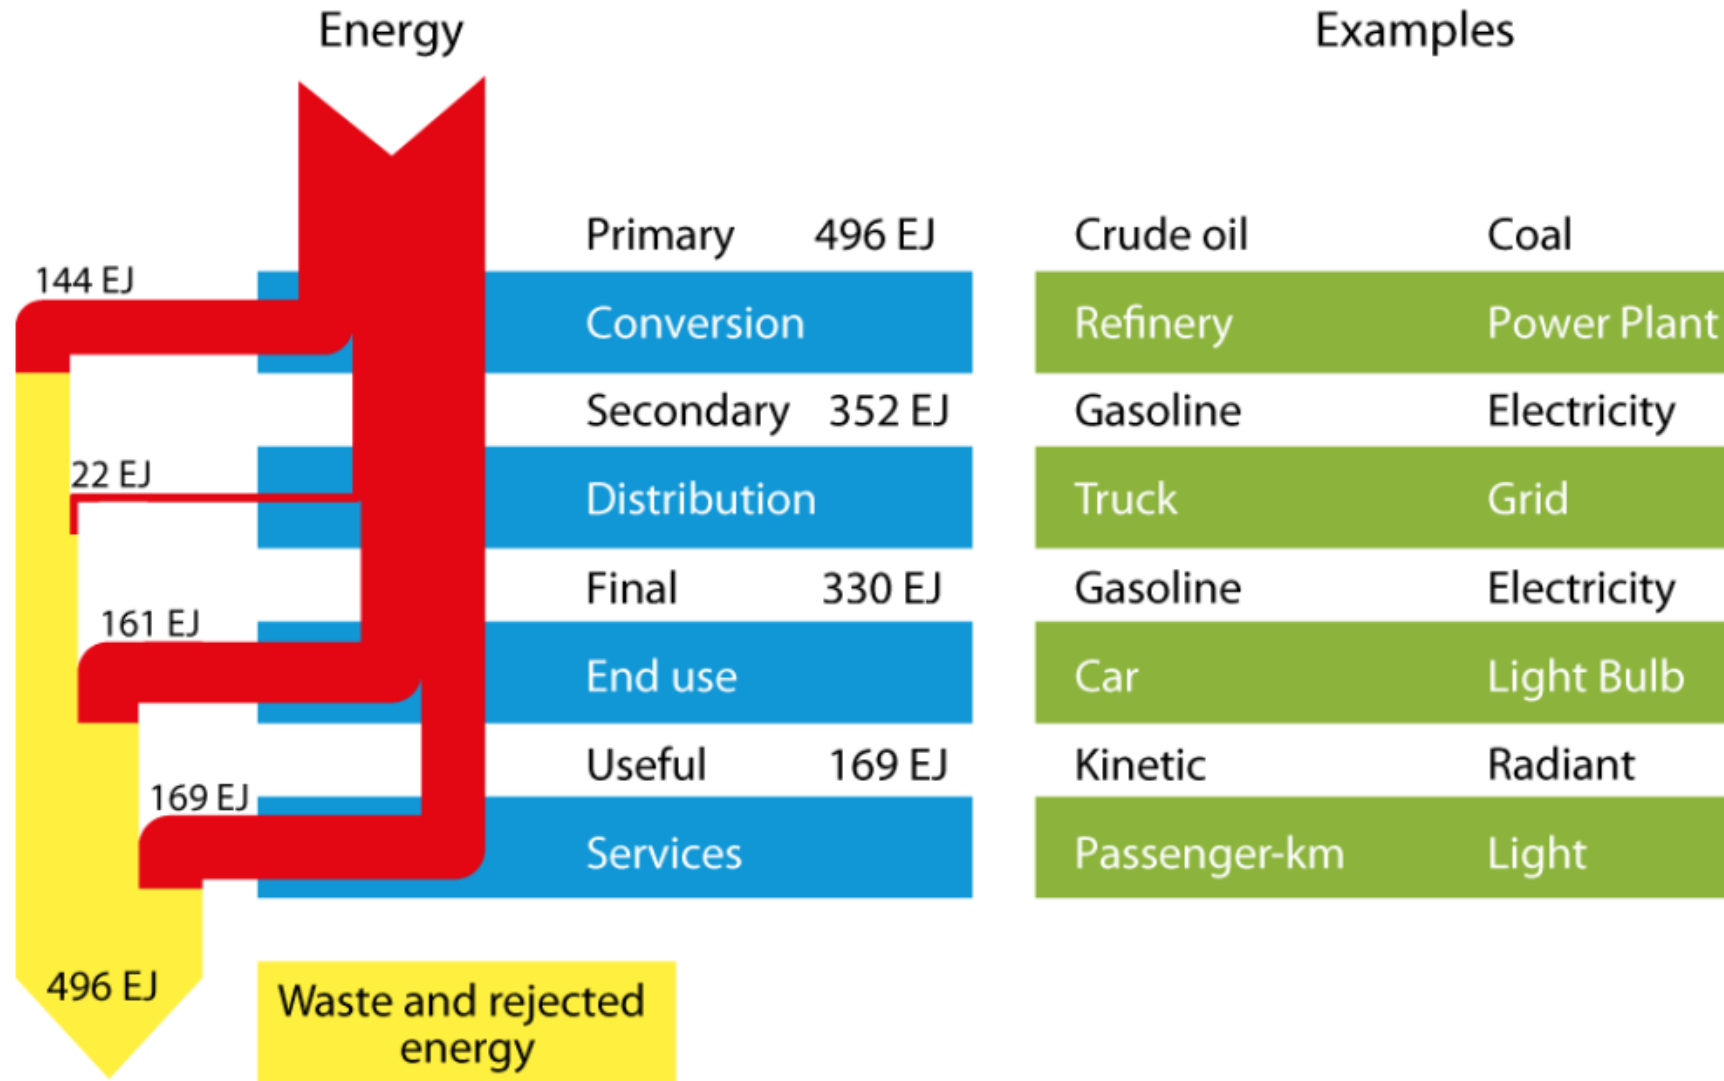 Energy Examples
Primary 496 EJ Crude oil Coal
144 EJ
Conversion Refinery Power Plant
Secondary 352 EJ Gasoline Electricity
22 EJ
Distribution Truck Grid
Final 330 EJ Gasoline Electricity
161 EJ
End use Car Light Bulb
Useful 169 EJ Kinetic Radiant
169 EJ
Services Passenger-km Light
496 EJ
Waste and rejected
energy